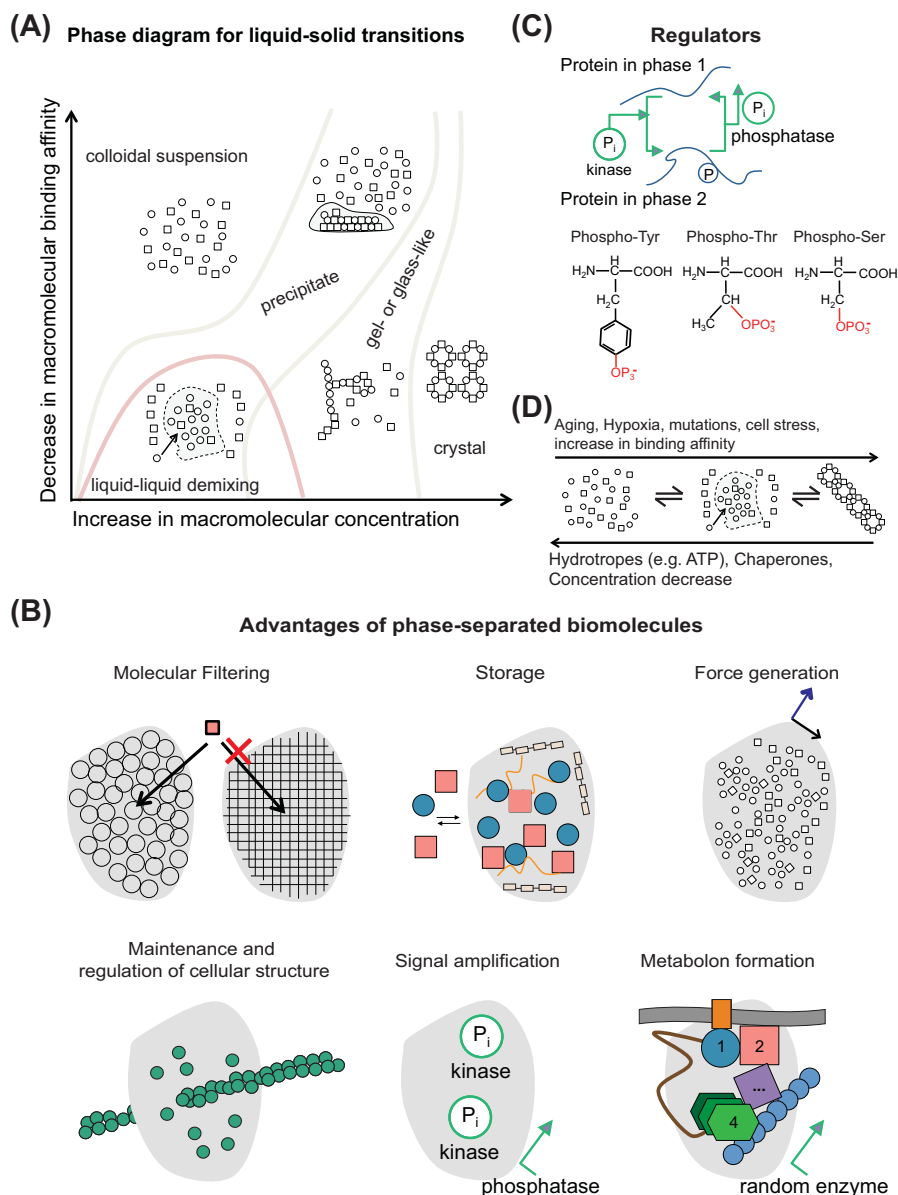 (A)
Phase diagram for liquid-solid transitions
Decrease in macromolecular binding affinity
colloidal suspension
precipitate
gel- or glass-like
crystal
liquid-liquid demixing
Increase in macromolecular concentration
(C)
Regulators
Protein in phase 1
Pi
kinase
Pi
phosphatase
P
Protein in phase 2
Phospho-Tyr
Phospho-Thr
Phospho-Ser
H
H2N C COOH
H2C
OP3-
H
H2N C COOH
CH
H3C OPO3-
H
H2N C COOH
H2C
OPO3-
(D)
Aging, Hypoxia, mutations, cell stress,
increase in binding affinity
Hydrotropes (e.g. ATP), Chaperones,
Concentration decrease
(B)
Advantages of phase-separated biomolecules
Molecular Filtering
Storage
Force generation
Maintenance and
regulation of cellular structure
Signal amplification
Pi
kinase
Pi
kinase
phosphatase
Metabolon formation
1
2
...
4
random enzyme